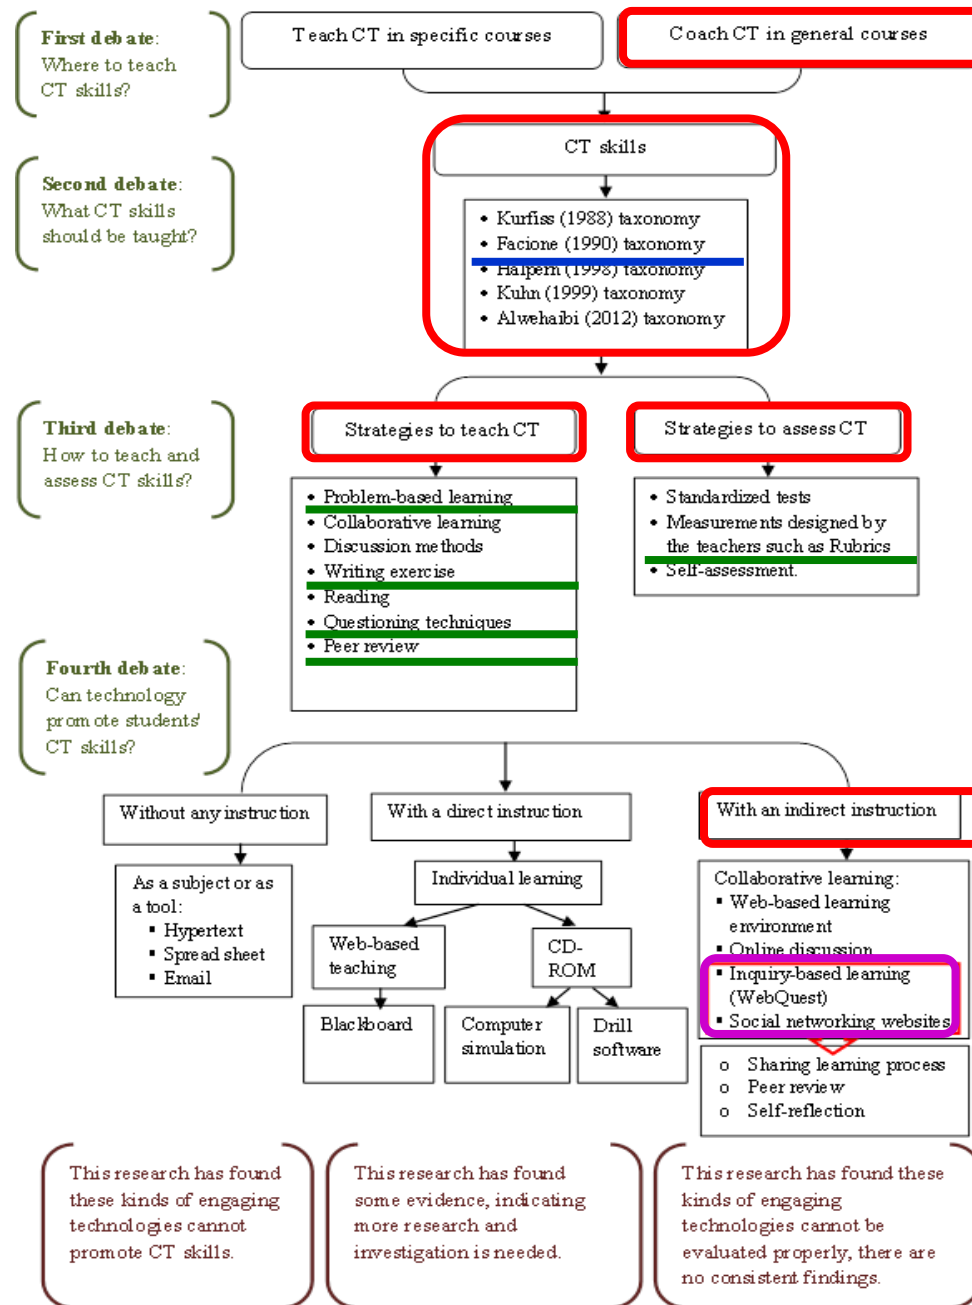 First debate:
Where to teach
CT skills?
Teach CT in specific courses
Coach CT in general courses
Second debate:
What CT skills
should be taught?
CT skills
• Kurfiss (1988) taxonomy
• Facione (1990) taxonomy
• Halpern (1998) taxonomy
• Kuhn (1999) taxonomy
• Alwehaibi (2012) taxonomy
Third debate:
How to teach and
assess CT skills?
Strategies to teach CT
• Problem-based learning
• Collaborative learning
• Discussion methods
• Writing exercise
• Reading
• Questioning techniques
• Peer review
Strategies to assess CT
• Standardized tests
• Measurements designed by
the teachers such as Rubrics
• Self-assessment.
Fourth debate:
Can technology
promote students'
CT skills?
Without any instruction
As a subject or as
a tool:
▪ Hypertext
▪ Spread sheet
▪ Email
With a direct instruction
Individual learning
Web-based
teaching
CD-
ROM
Blackboard
Computer
simulation
Drill
software
With an indirect instruction
Collaborative learning:
▪ Web-based learning
environment
▪ Online discussion
▪ Inquiry-based learning
(WebQuest)
▪ Social networking websites
o Sharing learning process
o Peer review
o Self-reflection
This research has found
these kinds of engaging
technologies cannot
promote CT skills.
This research has found
some evidence, indicating
more research and
investigation is needed.
This research has found these
kinds of engaging
technologies cannot be
evaluated properly, there are
no consistent findings.